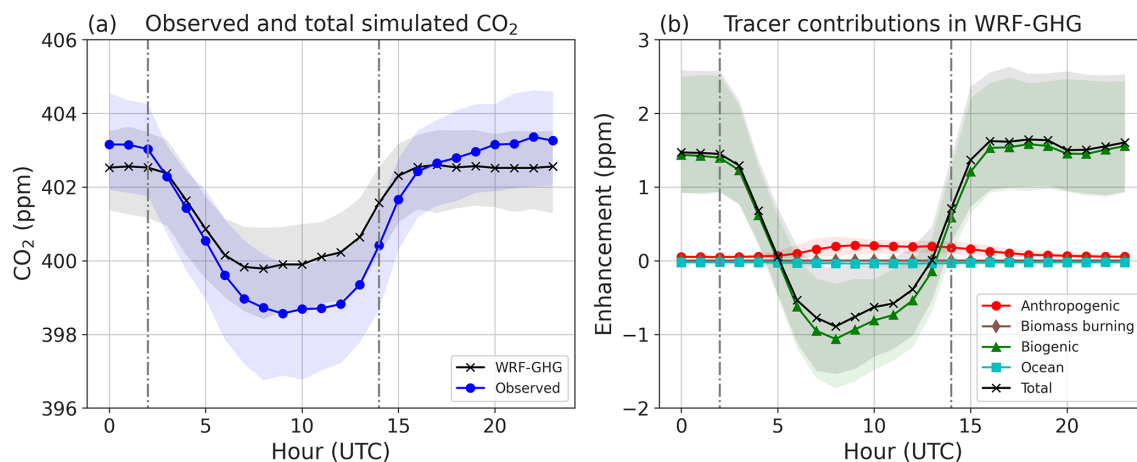 (a) Observed and total simulated CO₂
406
404
402
400
398
396
CO₂ (ppm)
0 5 10 15 20
Hour (UTC)
WRF-GHG
Observed
(b) Tracer contributions in WRF-GHG
3
2
1
0
−1
−2
Enhancement (ppm)
0 5 10 15 20
Hour (UTC)
Anthropogenic
Biomass burning
Biogenic
Ocean
Total